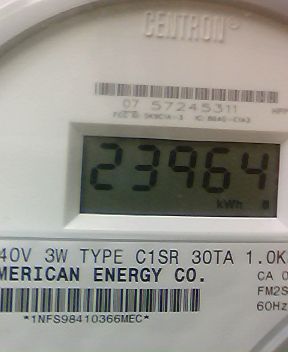 CENTRON®
07 57245311
23964
kWh
40V 3W TYPE C1SR 30TA 1.0K
MERICAN ENERGY CO.
CA 0
FM2S
60Hz
*1NFS98410366MEC*